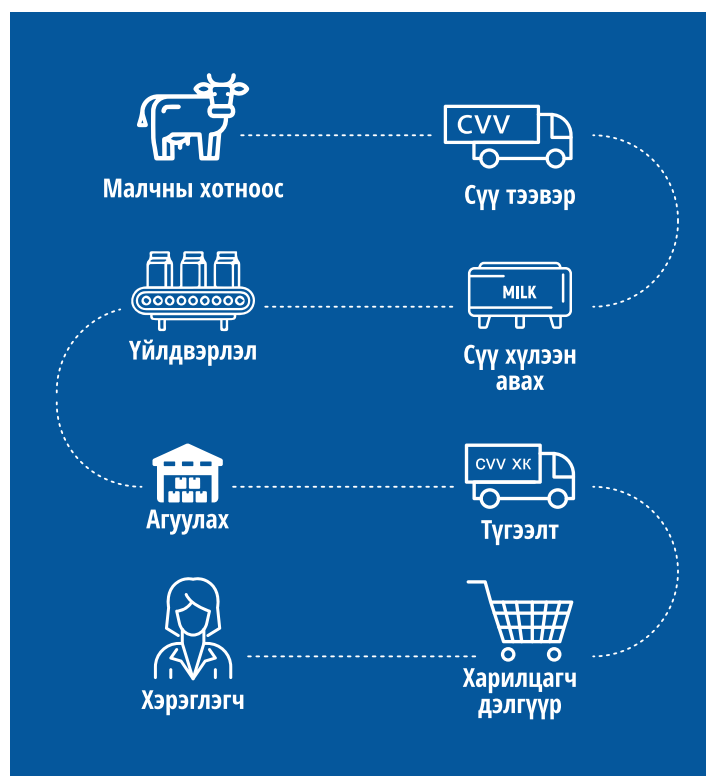 CVV
Малчны хотноос
Сүү тээвэр
MILK
Үйлдвэрлэл
Сүү хүлээн
авах
CVV ХК
Агуулах
Түгээлт
Хэрэглэгч
Харилцагч
дэлгүүр